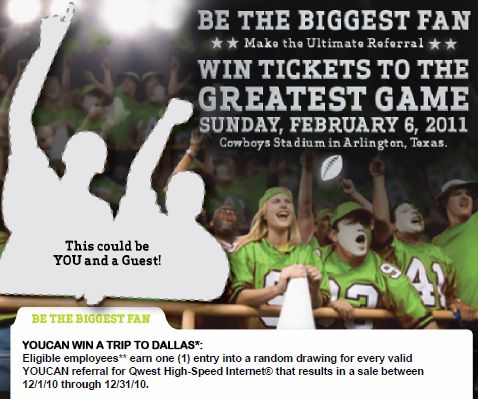 BE THE BIGGEST FAN
★★ Make the Ultimate Referral ★★
WIN TICKETS TO THE
GREATEST GAME
SUNDAY, FEBRUARY 6, 2011
Cowboys Stadium in Arlington, Texas.
This could be
YOU and a Guest!
BE THE BIGGEST FAN
YOUCAN WIN A TRIP TO DALLAS*:
Eligible employees** earn one (1) entry into a random drawing for every valid
YOUCAN referral for Qwest High-Speed Internet® that results in a sale between
12/1/10 through 12/31/10.